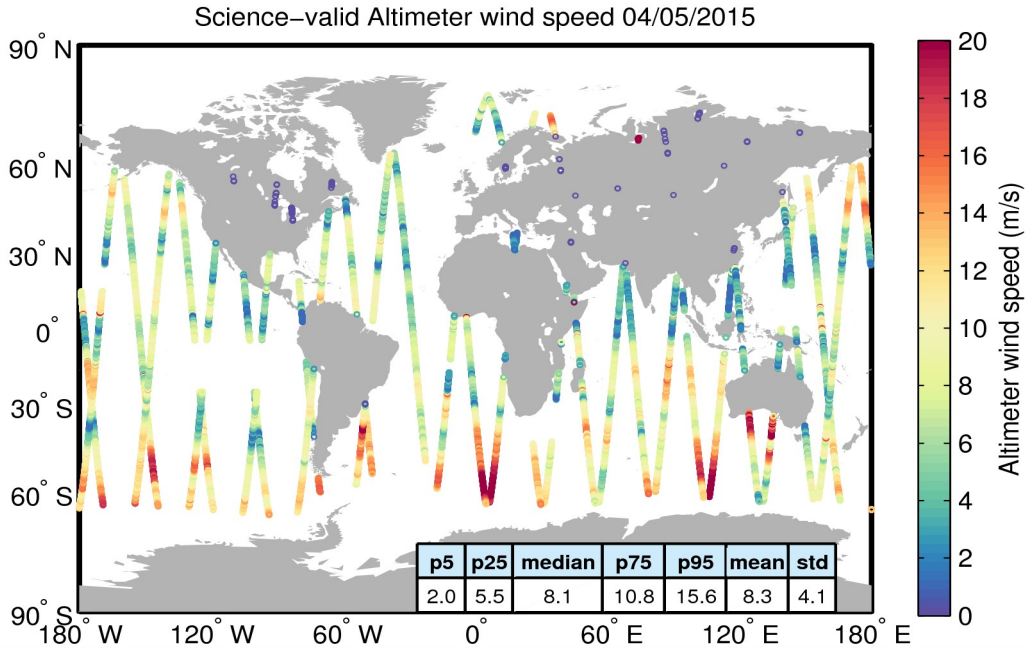 Science−valid Altimeter wind speed 04/05/2015
90° N
60° N
30° N
0°
30° S
60° S
90° S
180° W
120° W
60° W
0°
60° E
120° E
180° E
p5 p25 median p75 p95 mean std
2.0 5.5 8.1 10.8 15.6 8.3 4.1
20
18
16
14
12
10
8
6
4
2
0
Altimeter wind speed (m/s)